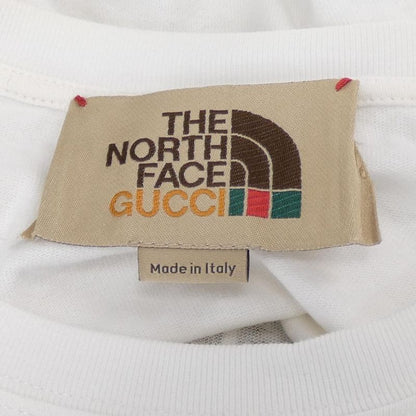 THE
NORTH
FACE
GUCCI
Made in Italy